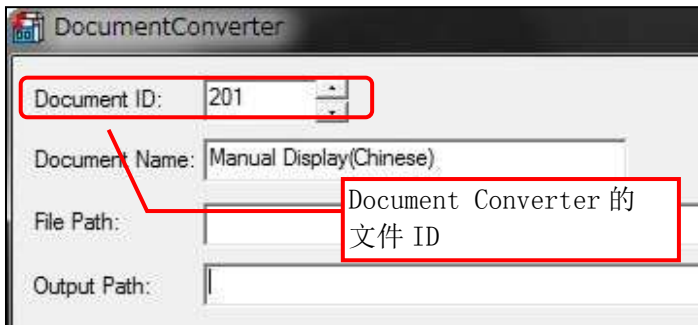 DocumentConverter
Document ID: 201
Document Name: Manual Display(Chinese)
Document Converter 的
文件 ID
File Path:
Output Path: